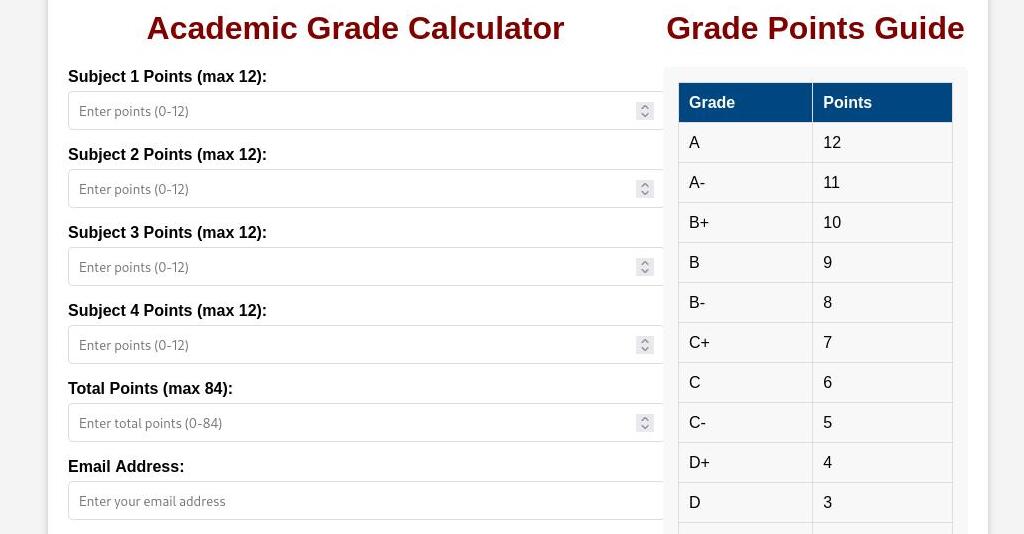 Academic Grade Calculator
Subject 1 Points (max 12):
Enter points (0-12)
Subject 2 Points (max 12):
Enter points (0-12)
Subject 3 Points (max 12):
Enter points (0-12)
Subject 4 Points (max 12):
Enter points (0-12)
Total Points (max 84):
Enter total points (0-84)
Email Address:
Enter your email address
Grade Points Guide
Grade Points
A 12
A- 11
B+ 10
B 9
B- 8
C+ 7
C 6
C- 5
D+ 4
D 3